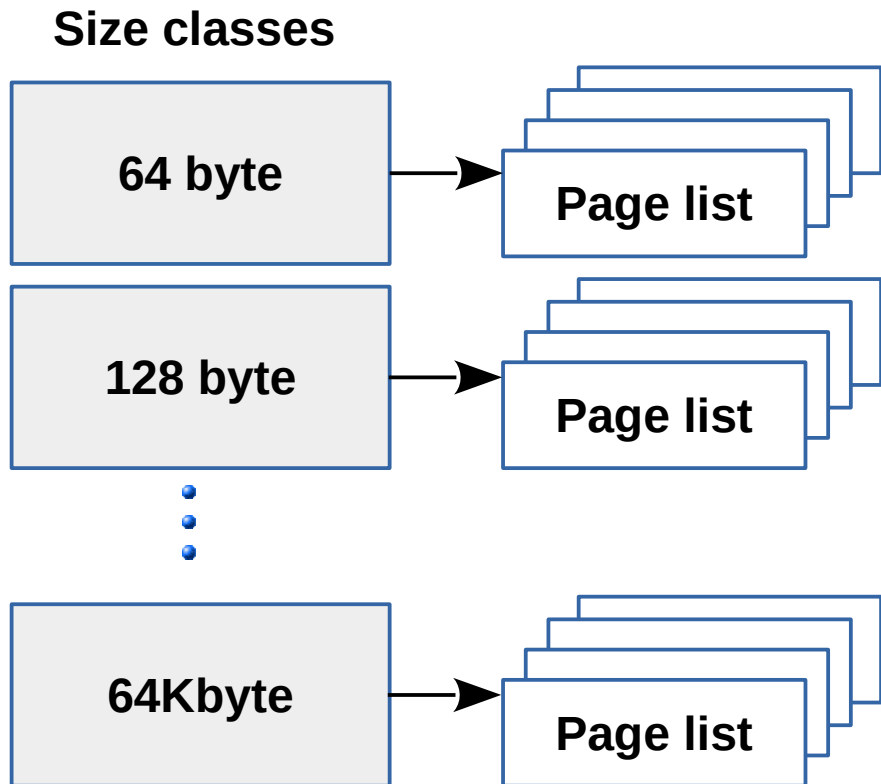 Size classes
64 byte
Page list
128 byte
Page list
64Kbyte
Page list